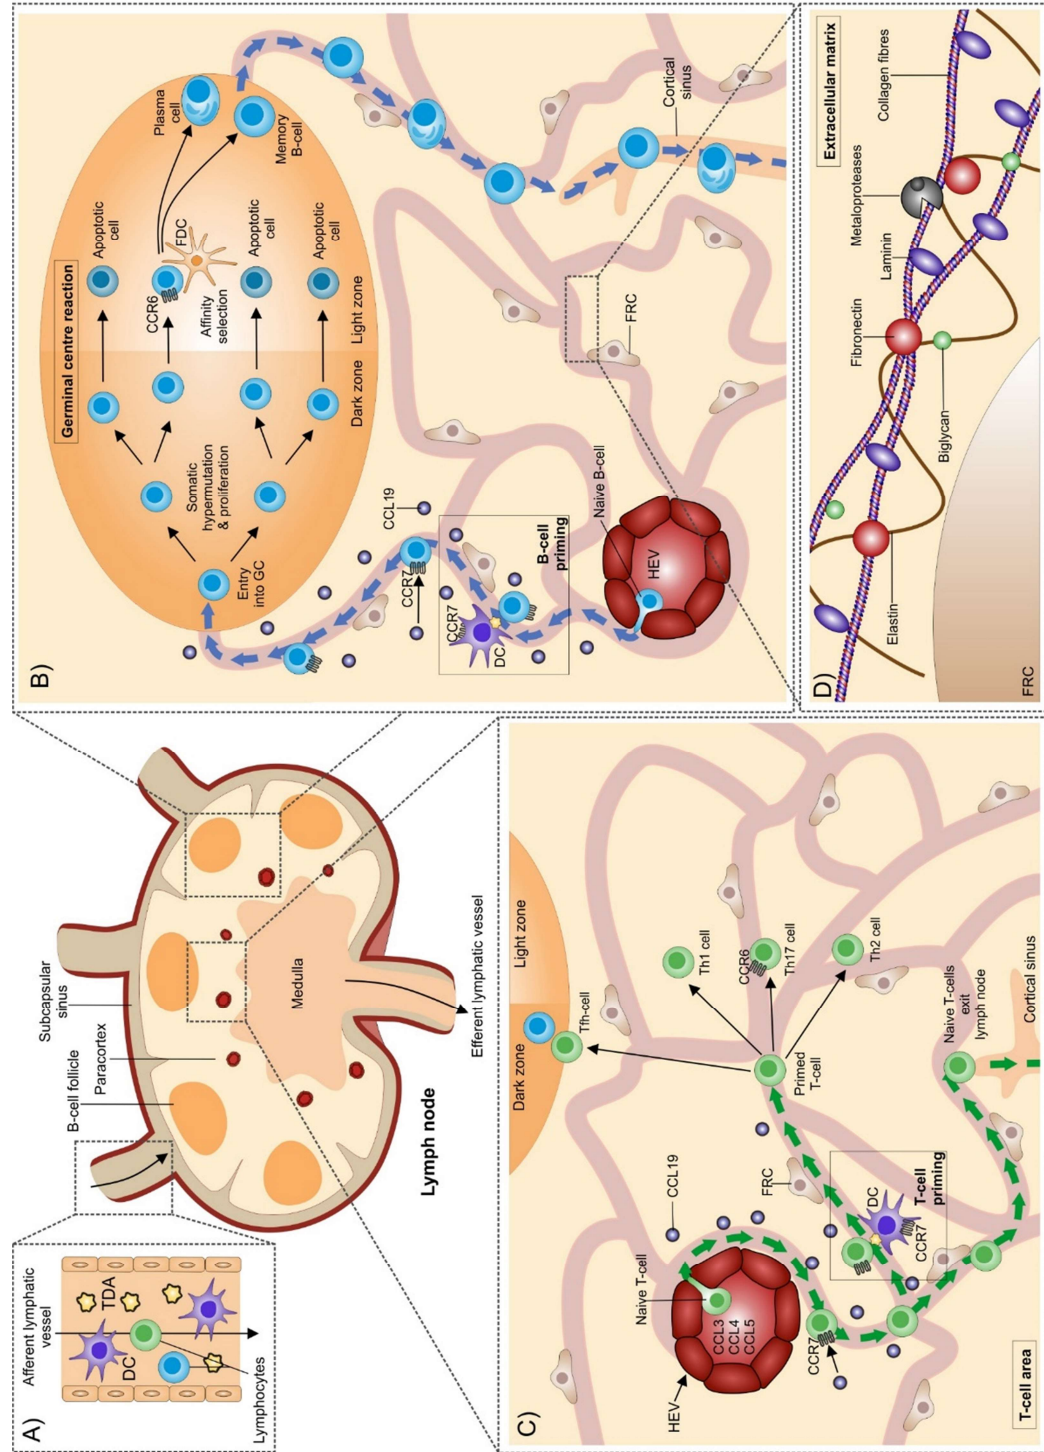 A)
Afferent lymphatic
vessel
DC
TDA
Lymphocytes
Subcapsular
sinus
B-cell follicle
Paracortex
Medulla
Lymph node
Efferent lymphatic vessel
B)
Germinal centre reaction
Entry
into GC
Somatic
hypermutation
& proliferation
Dark zone
Light zone
Apoptotic
cell
CCR6
FDC
Affinity
selection
Apoptotic
cell
Apoptotic
cell
Plasma
cell
Memory
B-cell
CCR7
CCL19
CCR7
DC
B-cell
priming
Naive B-cell
HEV
FRC
Cortical
sinus
C)
Dark zone
Light zone
Tfh-cell
HEV
Naive T-cell
CCL3
CCL4
CCL5
CCL19
CCR7
FRC
DC
CCR7
T-cell
priming
Primed
T-cell
Th1 cell
CCR6
Th17 cell
Th2 cell
Naive T-cells
exit
lymph node
Cortical sinus
T-cell area
D)
Extracellular matrix
Elastin
Biglycan
Fibronectin
Laminin
Metaloproteases
Collagen fibres
FRC